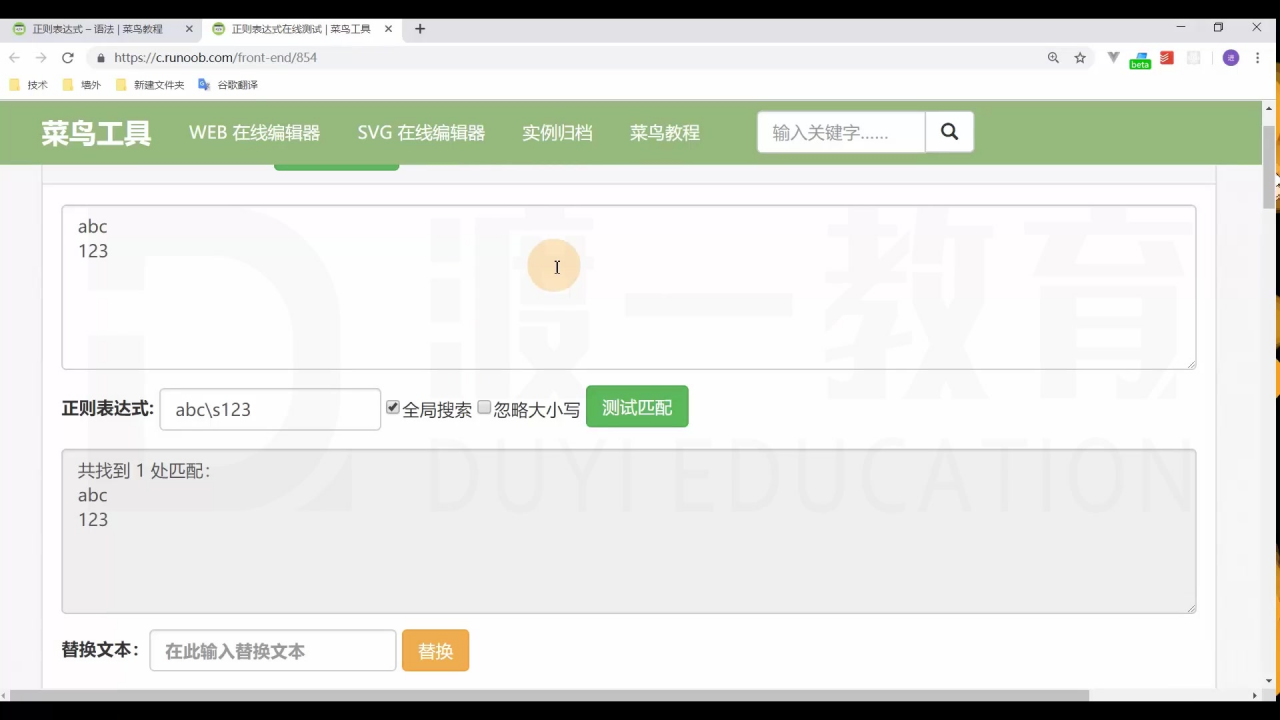 正则表达式 – 语法 | 菜鸟教程
正则表达式在线测试 | 菜鸟工具
https://c.runoob.com/front-end/854
beta
进
技术
墙外
新建文件夹
谷歌翻译
菜鸟工具
WEB 在线编辑器
SVG 在线编辑器
实例归档
菜鸟教程
输入关键字......
abc
123
渡一教育
正则表达式:
abc\s123
全局搜索
忽略大小写
测试匹配
DUYI EDUCATION
共找到 1 处匹配：
abc
123
替换文本：
在此输入替换文本
替换